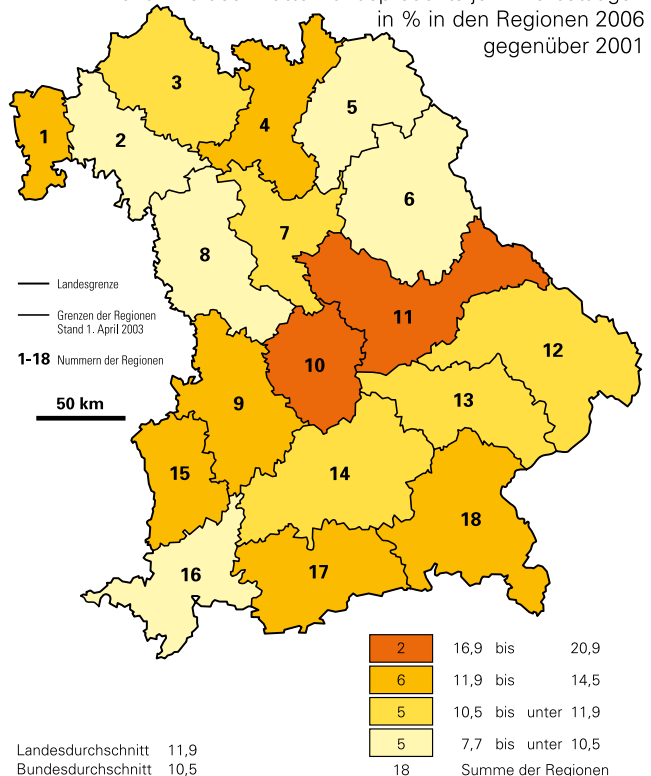 in % in den Regionen 2006
gegenüber 2001
3
5
1
2
4
6
7
8
Landesgrenze
Grenzen der Regionen
Stand 1. April 2003
1-18 Nummern der Regionen
50 km
11
10
12
9
13
15
14
18
16
17
2 16,9 bis 20,9
6 11,9 bis 14,5
5 10,5 bis unter 11,9
5 7,7 bis unter 10,5
18 Summe der Regionen
Landesdurchschnitt 11,9
Bundesdurchschnitt 10,5